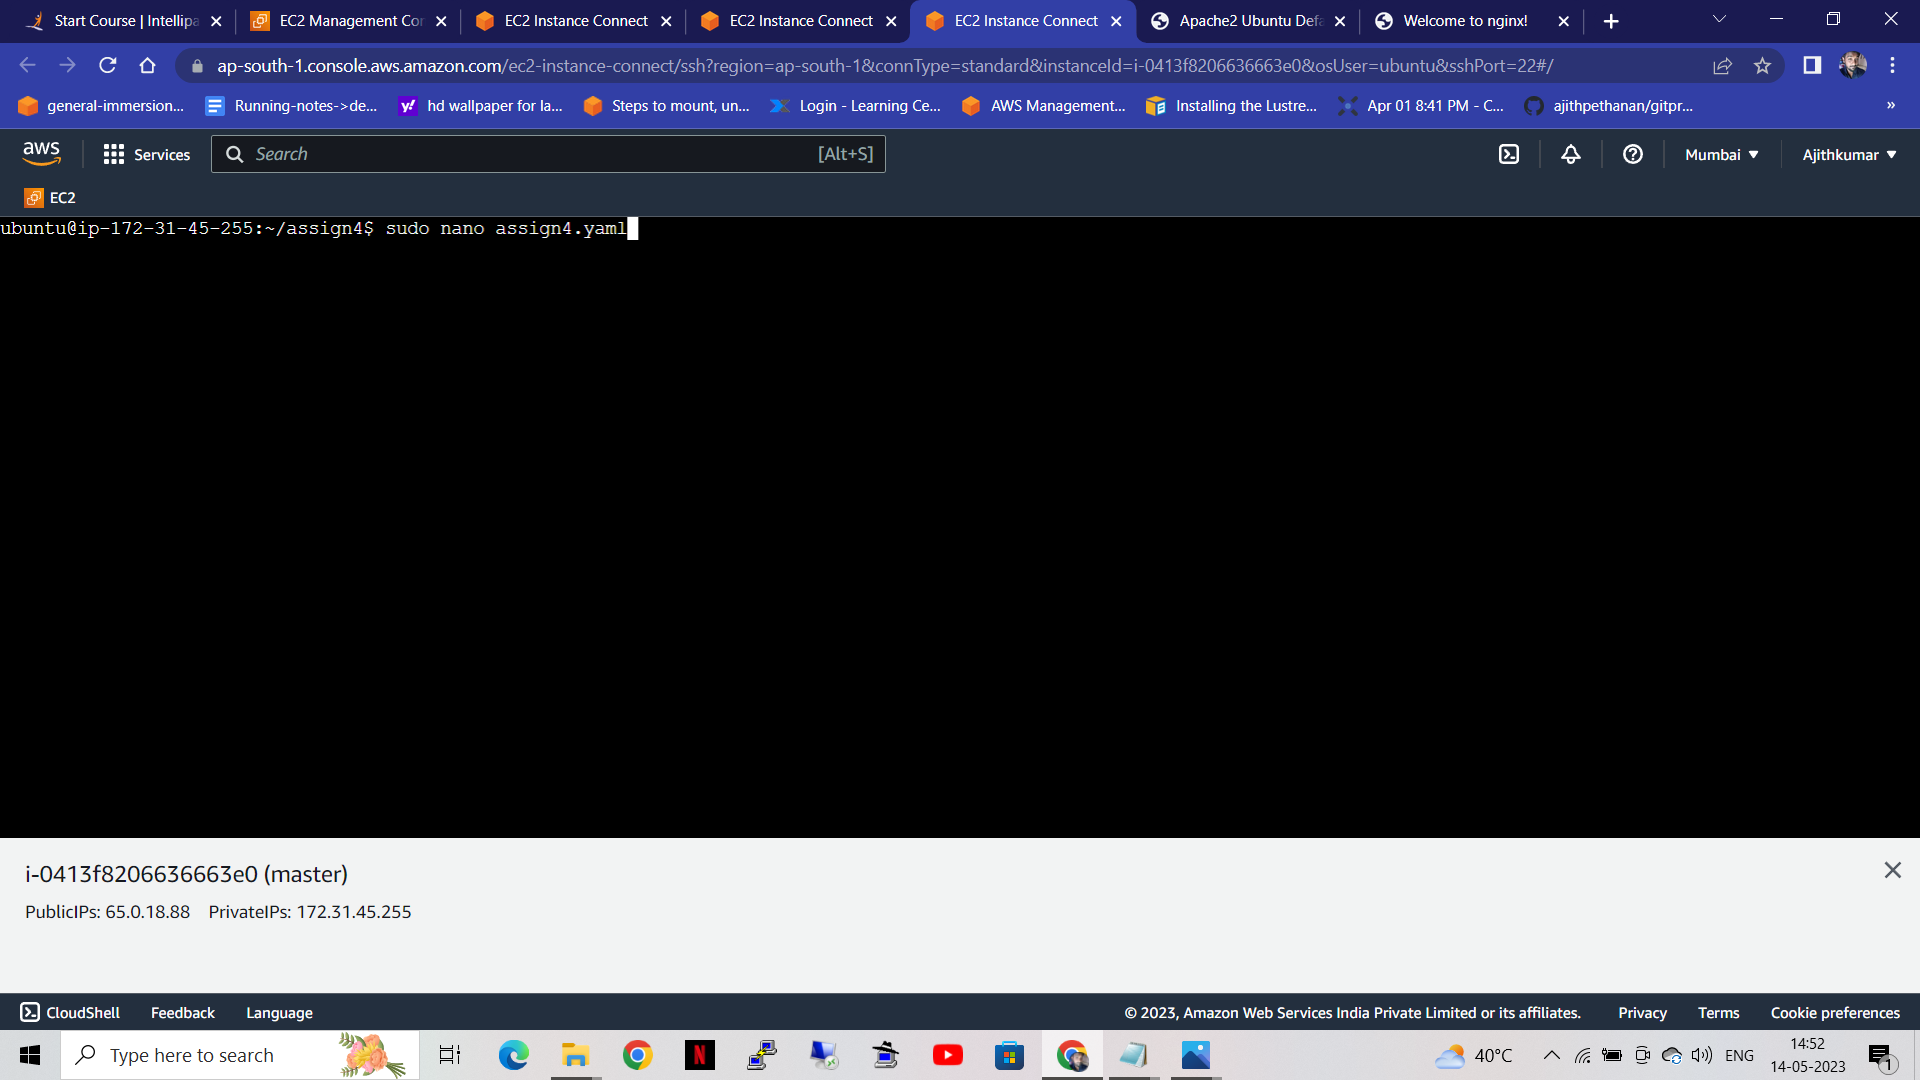 Start Course | Intellipa
EC2 Management Cor
EC2 Instance Connect
EC2 Instance Connect
EC2 Instance Connect
Apache2 Ubuntu Defa
Welcome to nginx!
ap-south-1.console.aws.amazon.com/ec2-instance-connect/ssh?region=ap-south-1&connType=standard&instanceId=i-0413f8206636663e0&osUser=ubuntu&sshPort=22#/
general-immersion...
Running-notes->de...
hd wallpaper for la...
Steps to mount, un...
Login - Learning Ce...
AWS Management...
Installing the Lustre...
Apr 01 8:41 PM - C...
ajithpethanan/gitpr...
»
aws
Services
Search
[Alt+S]
Mumbai
Ajithkumar
EC2
ubuntu@ip-172-31-45-255:~/assign4$ sudo nano assign4.yaml
i-0413f8206636663e0 (master)
PublicIPs: 65.0.18.88 PrivateIPs: 172.31.45.255
CloudShell
Feedback
Language
© 2023, Amazon Web Services India Private Limited or its affiliates.
Privacy
Terms
Cookie preferences
Type here to search
40°C
ENG
14:52
14-05-2023
1